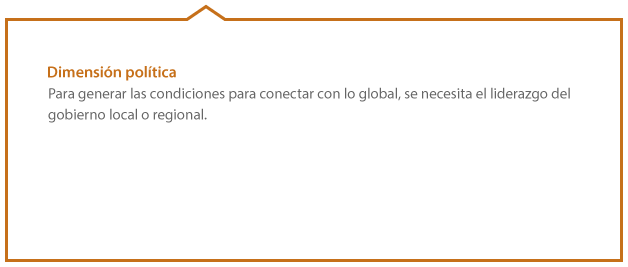 Dimensión política
Para generar las condiciones para conectar con lo global, se necesita el liderazgo del
gobierno local o regional.